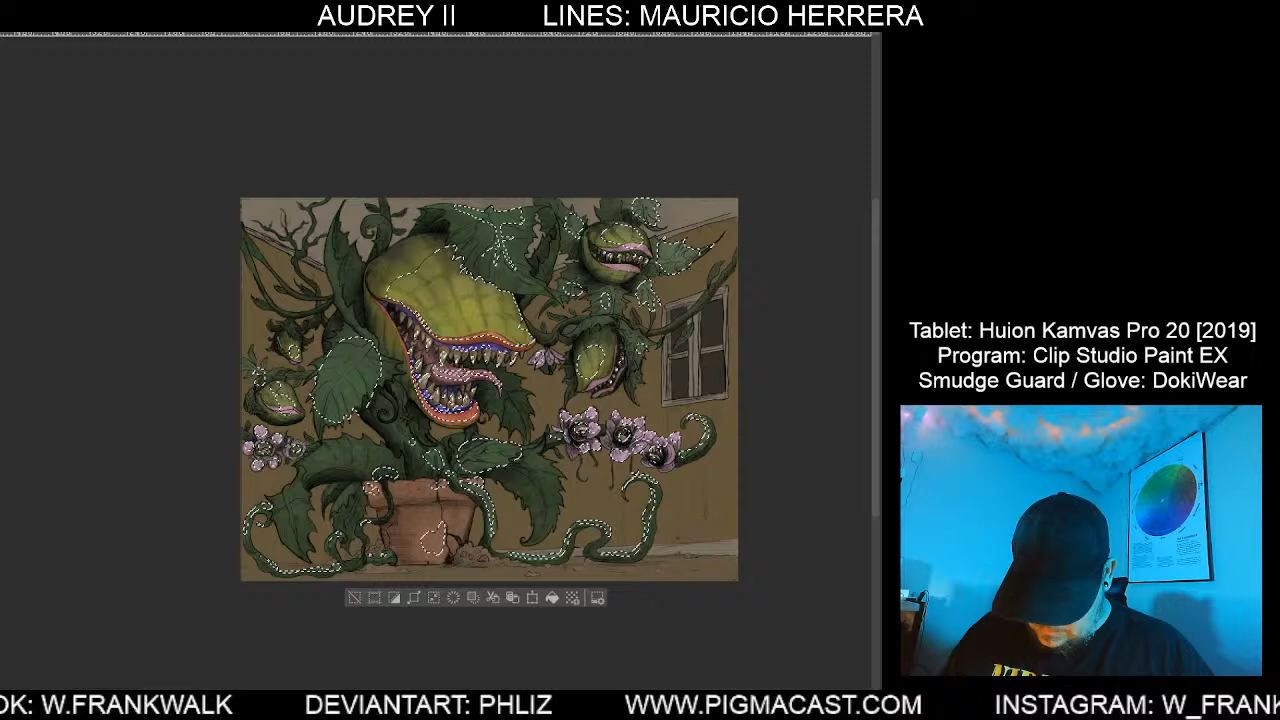 AUDREY II LINES: MAURICIO HERRERA
Tablet: Huion Kamvas Pro 20 [2019]
Program: Clip Studio Paint EX
Smudge Guard / Glove: DokiWear
OK: W.FRANKWALK DEVIANTART: PHLIZ WWW.PIGMACAST.COM INSTAGRAM: W_FRANK